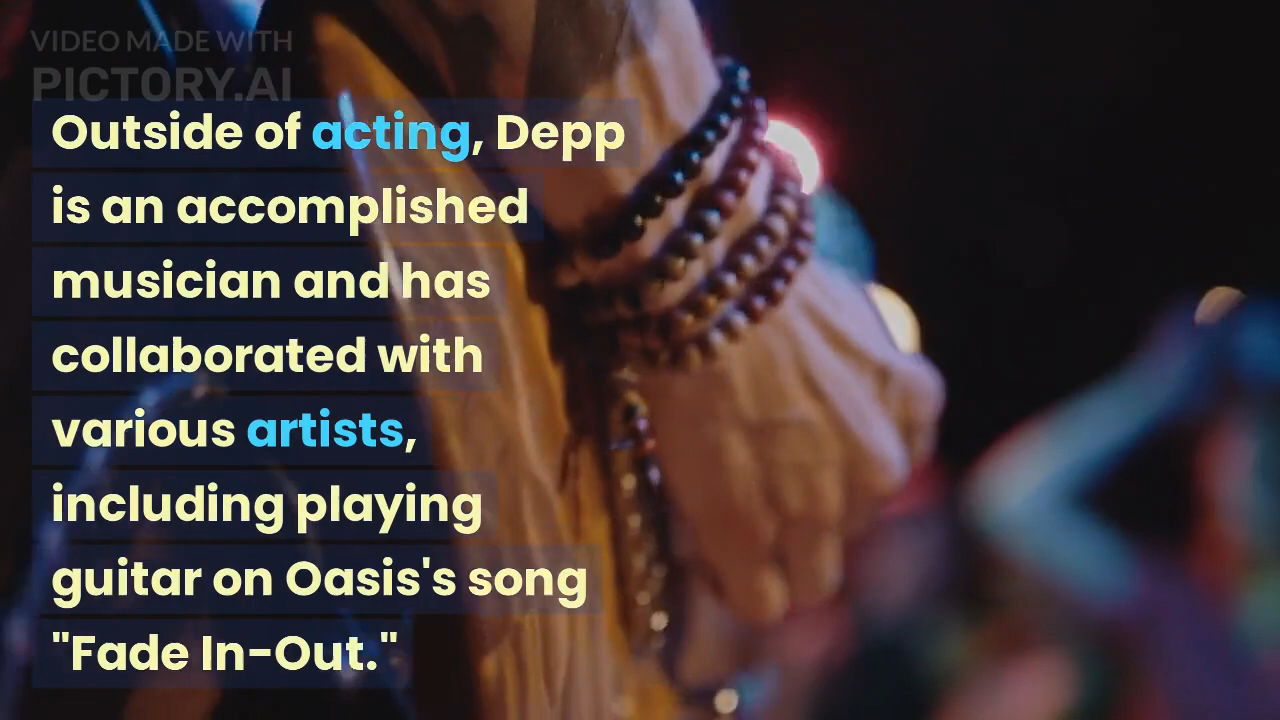 VIDEO MADE WITH
PICTORY.AI
Outside of acting, Depp
is an accomplished
musician and has
collaborated with
various artists,
including playing
guitar on Oasis's song
"Fade In-Out."